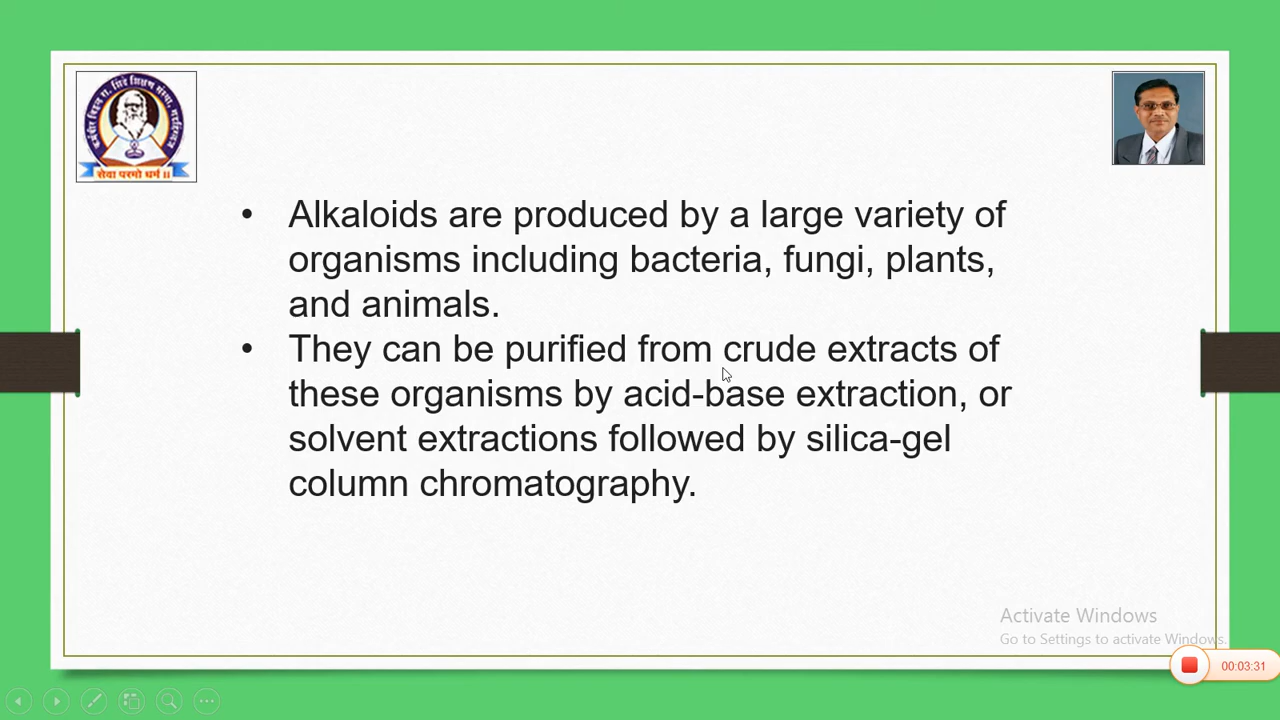 सेवा परमो धर्म ॥
• Alkaloids are produced by a large variety of
organisms including bacteria, fungi, plants,
and animals.
• They can be purified from crude extracts of
these organisms by acid-base extraction, or
solvent extractions followed by silica-gel
column chromatography.
Activate Windows
Go to Settings to activate Windows.
00:03:31